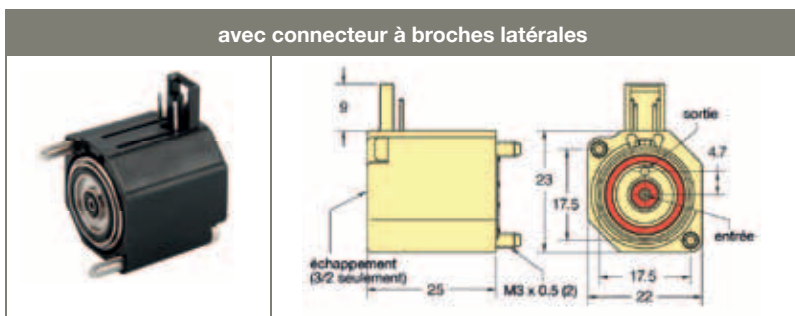 avec connecteur à broches latérales
9
sortie
4.7
23
17.5
entrée
échappement
(3/2 seulement)
25
M3 x 0.5 (2)
17.5
22